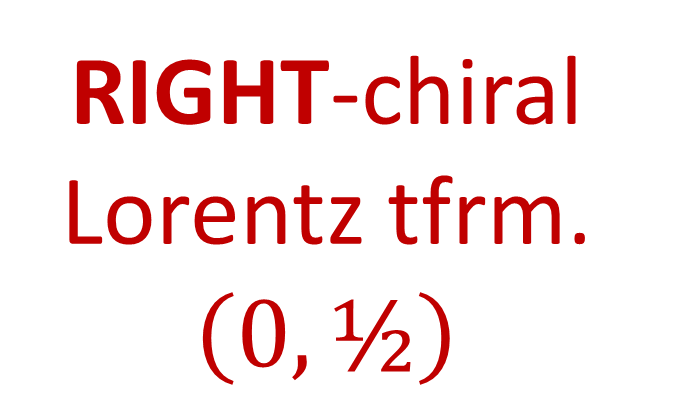 RIGHT-chiral
Lorentz tfrm.
(0, ½)